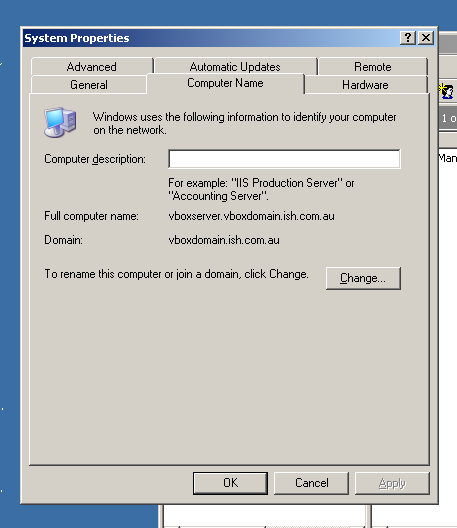 System Properties
Advanced
Automatic Updates
Remote
General
Computer Name
Hardware
Windows uses the following information to identify your computer
on the network.
Computer description:
For example: "IIS Production Server" or
"Accounting Server".
Full computer name: vboxserver.vboxdomain.ish.com.au
Domain: vboxdomain.ish.com.au
To rename this computer or join a domain, click Change.
Change...
OK
Cancel
Apply
1 o
Man